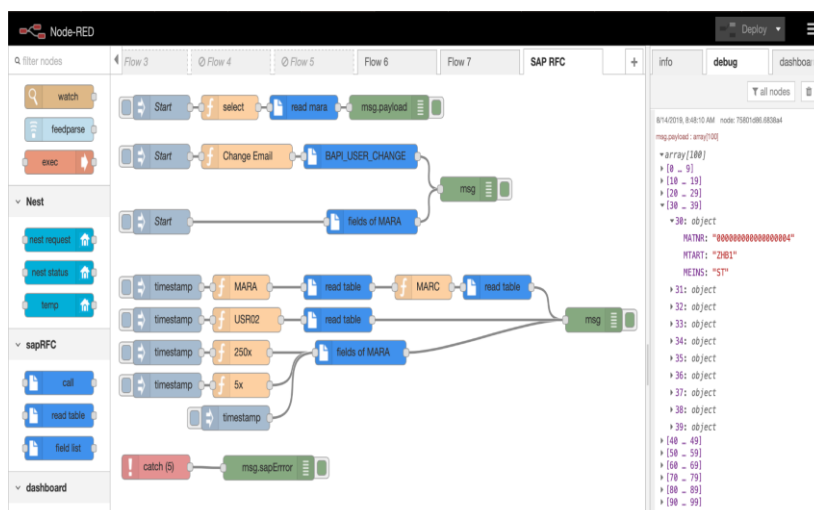 Node-RED
Deploy
filter nodes
Flow 3
Flow 4
Flow 5
Flow 6
Flow 7
SAP RFC
+
info
debug
dashboar
watch
feedparse
exec
Nest
nest request
nest status
temp
sapRFC
call
read table
field list
dashboard
Start
select
read mara
msg.payload
Start
Change Email
BAPI_USER_CHANGE
msg
Start
fields of MARA
timestamp
MARA
read table
MARC
read table
timestamp
USR02
read table
msg
timestamp
250x
fields of MARA
timestamp
5x
timestamp
catch (5)
msg.sapErrror
all nodes
8/14/2019, 8:48:10 AM node: 75801d86.6808a4
msg.payload : array[100]
array[100]
[0 … 9]
[10 … 19]
[20 … 29]
[30 … 39]
30: object
MATNR: "000000000000000004"
MTART: "ZHB1"
MEINS: "ST"
31: object
32: object
33: object
34: object
35: object
36: object
37: object
38: object
39: object
[40 … 49]
[50 … 59]
[60 … 69]
[70 … 79]
[80 … 89]
[90 … 99]